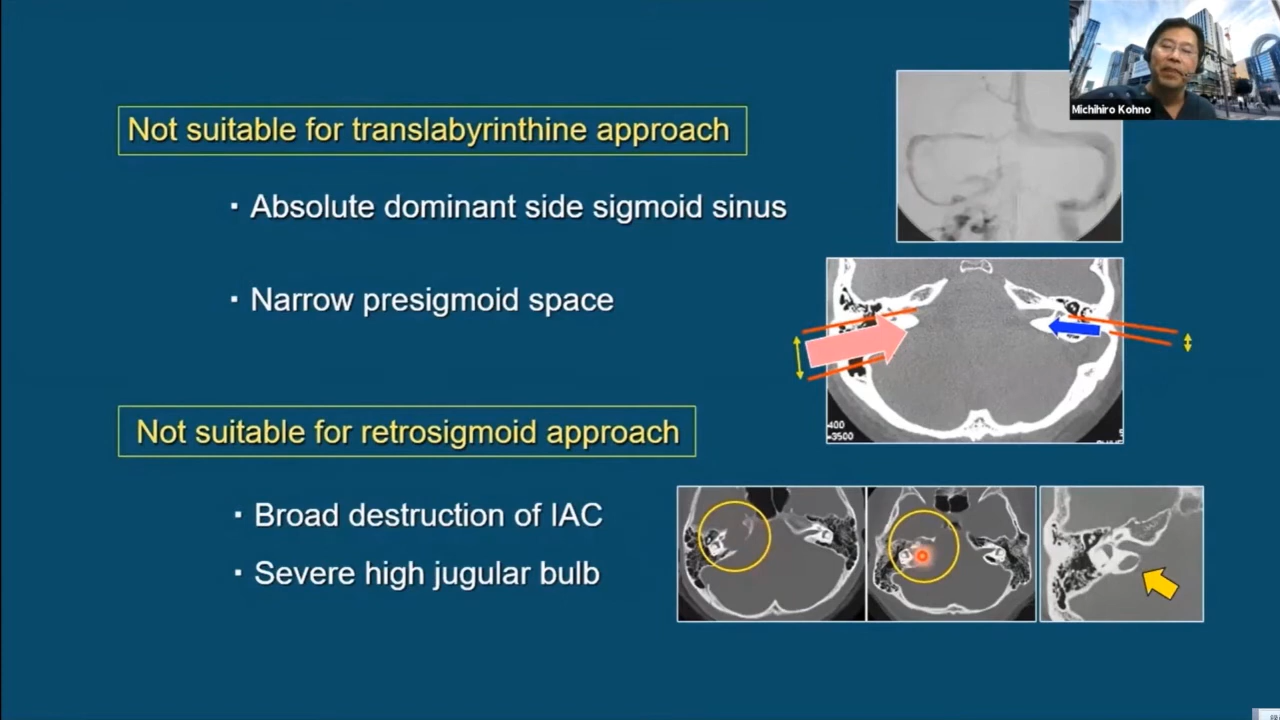 Michihiro Kohno
Not suitable for translabyrinthine approach
· Absolute dominant side sigmoid sinus
· Narrow presigmoid space
400
3500
Not suitable for retrosigmoid approach
· Broad destruction of IAC
· Severe high jugular bulb